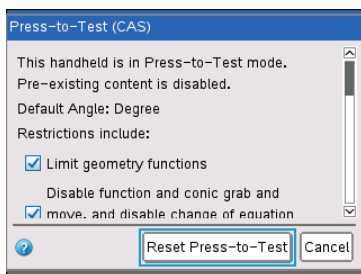 Press-to-Test (CAS)
This handheld is in Press-to-Test mode.
Pre-existing content is disabled.
Default Angle: Degree
Restrictions include:
Limit geometry functions
Disable function and conic grab and
move, and disable change of equation
?
Reset Press-to-Test Cancel